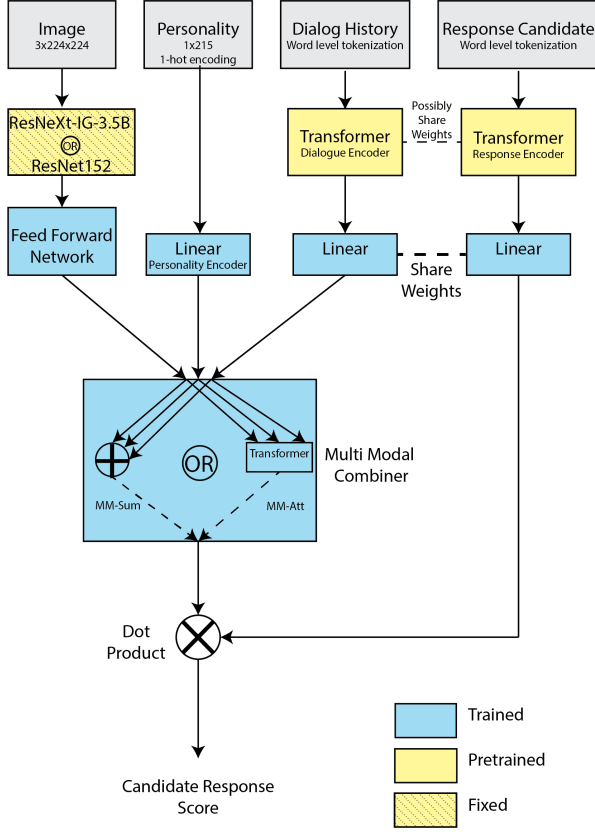 Image
3x224x224
Personality
1x215
1-hot encoding
Dialog History
Word level tokenization
Response Candidate
Word level tokenization
ResNeXt-IG-3.5B
OR
ResNet152
Transformer
Dialogue Encoder
Possibly
Share
Weights
Transformer
Response Encoder
Feed Forward
Network
Linear
Personality Encoder
Linear
Share
Weights
Linear
Transformer
OR
MM-Sum
MM-Att
Multi Modal
Combiner
Dot
Product
Candidate Response
Score
Trained
Pretrained
Fixed